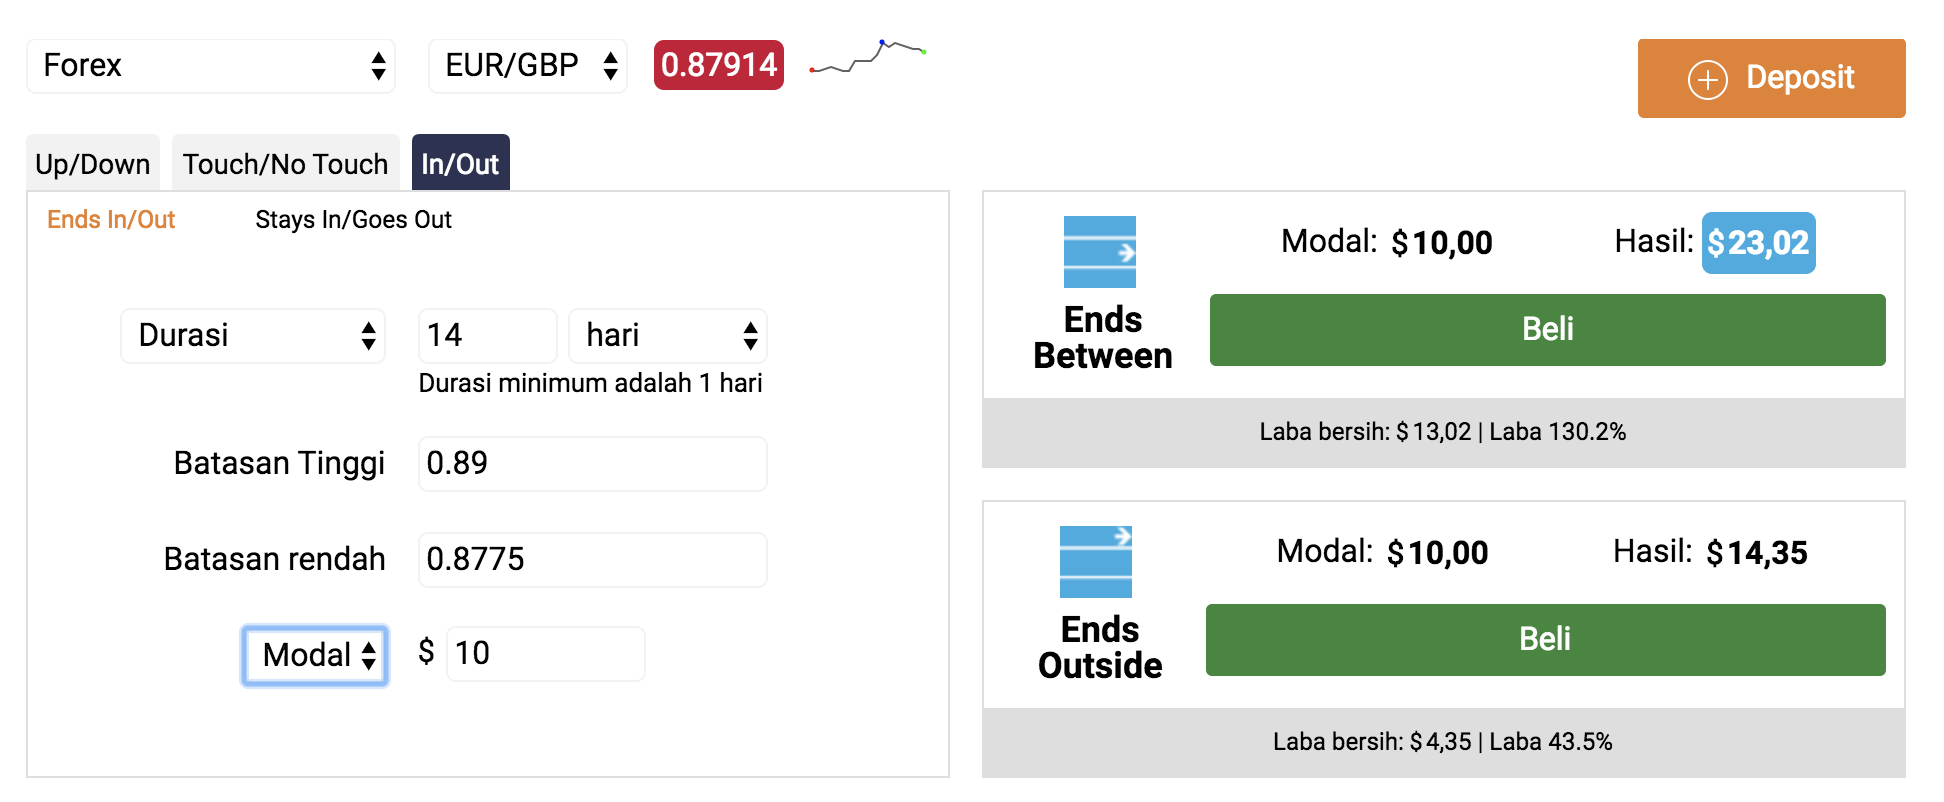 Forex
EUR/GBP
0.87914
Deposit
Up/Down
Touch/No Touch
In/Out
Ends In/Out
Stays In/Goes Out
Durasi
14
hari
Durasi minimum adalah 1 hari
Batasan Tinggi
0.89
Batasan rendah
0.8775
Modal
$
10
Modal: $10,00
Hasil: $23,02
Ends
Between
Beli
Laba bersih: $13,02 | Laba 130.2%
Modal: $10,00
Hasil: $14,35
Ends
Outside
Beli
Laba bersih: $4,35 | Laba 43.5%